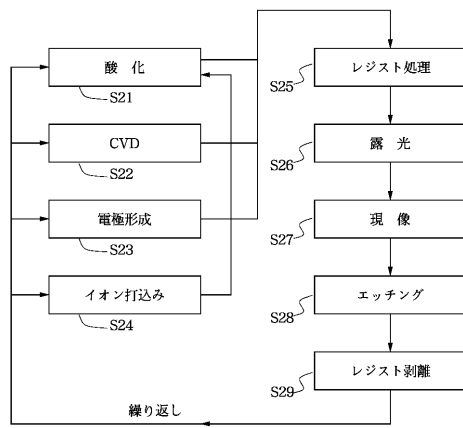 酸 化
S21
CVD
S22
電極形成
S23
イオン打込み
S24
レジスト処理
S25
露 光
S26
現 像
S27
エッチング
S28
レジスト剥離
S29
繰り返し